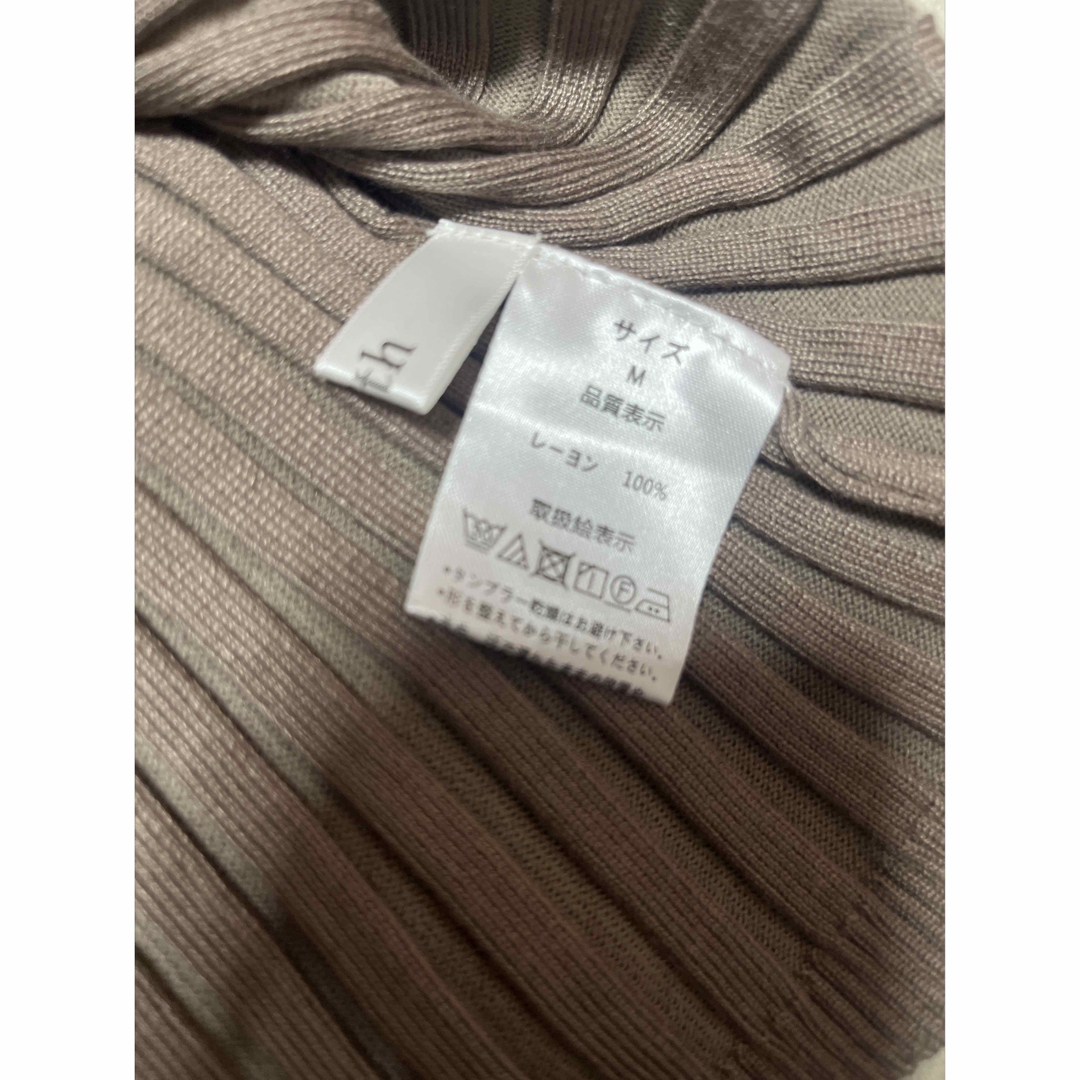 th
サイズ
M
品質表示
レーヨン 100%
取扱絵表示
*タンブラー乾燥はお避け下さい。
*形を整えてから干してください。